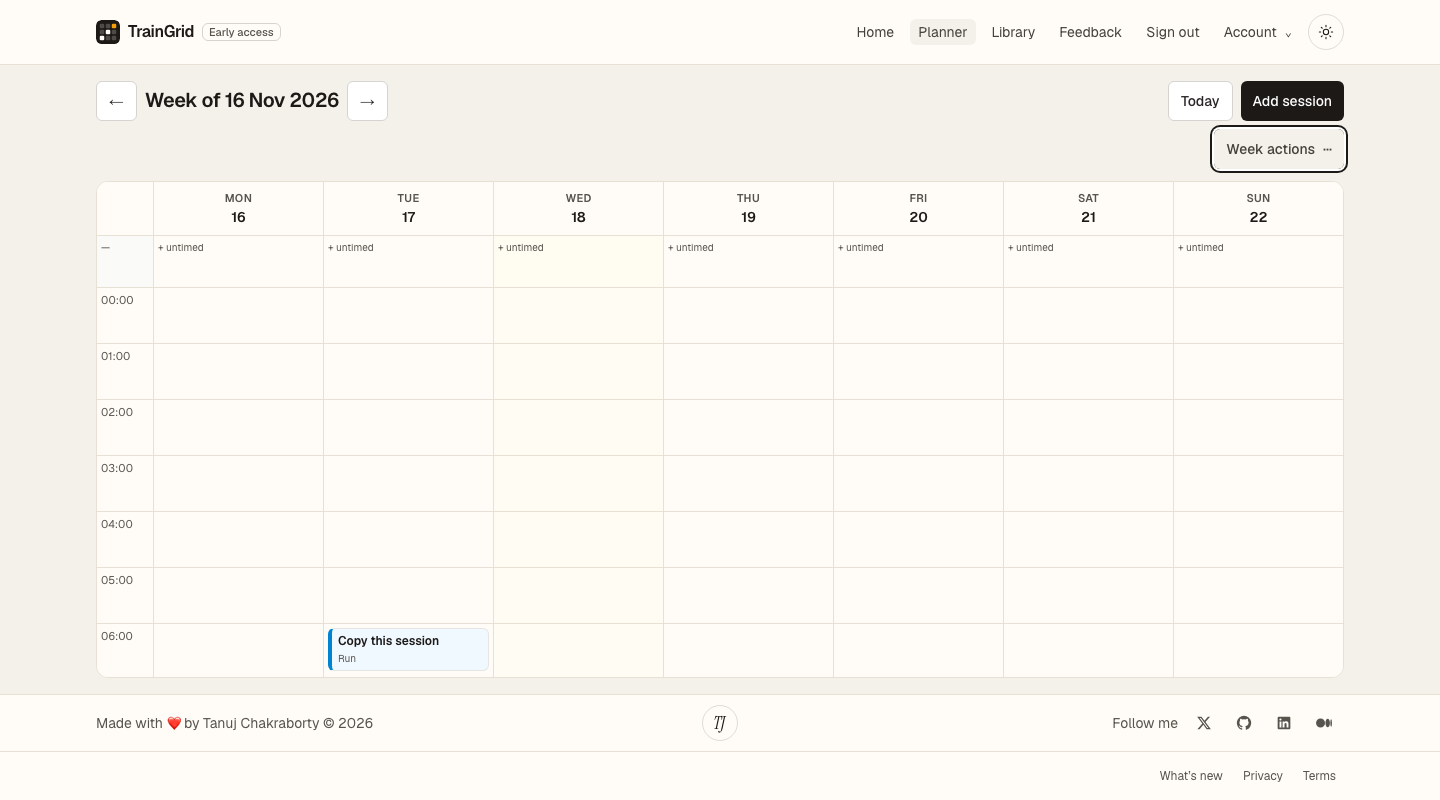 TrainGrid Early access Home Planner Library Feedback Sign out Account
← Week of 16 Nov 2026 → Today Add session
Week actions ···
MON TUE WED THU FRI SAT SUN
16 17 18 19 20 21 22
— + untimed + untimed + untimed + untimed + untimed + untimed + untimed
00:00
01:00
02:00
03:00
04:00
05:00
06:00 Copy this session
Run
Made with ❤️ by Tanuj Chakraborty © 2026 TJ Follow me
What's new Privacy Terms